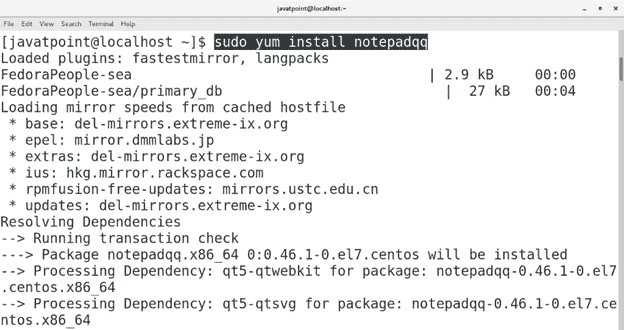 javatpoint@localhost:~
File Edit View Search Terminal Help
[javatpoint@localhost ~]$ sudo yum install notepadqq
Loaded plugins: fastestmirror, langpacks
FedoraPeople-sea | 2.9 kB 00:00
FedoraPeople-sea/primary_db | 27 kB 00:04
Loading mirror speeds from cached hostfile
* base: del-mirrors.extreme-ix.org
* epel: mirror.dmmlabs.jp
* extras: del-mirrors.extreme-ix.org
* ius: hkg.mirror.rackspace.com
* rpmfusion-free-updates: mirrors.ustc.edu.cn
* updates: del-mirrors.extreme-ix.org
Resolving Dependencies
--> Running transaction check
---> Package notepadqq.x86_64 0:0.46.1-0.el7.centos will be installed
--> Processing Dependency: qt5-qtwebkit for package: notepadqq-0.46.1-0.el7
.centos.x86_64
--> Processing Dependency: qt5-qtsvg for package: notepadqq-0.46.1-0.el7.ce
ntos.x86_64